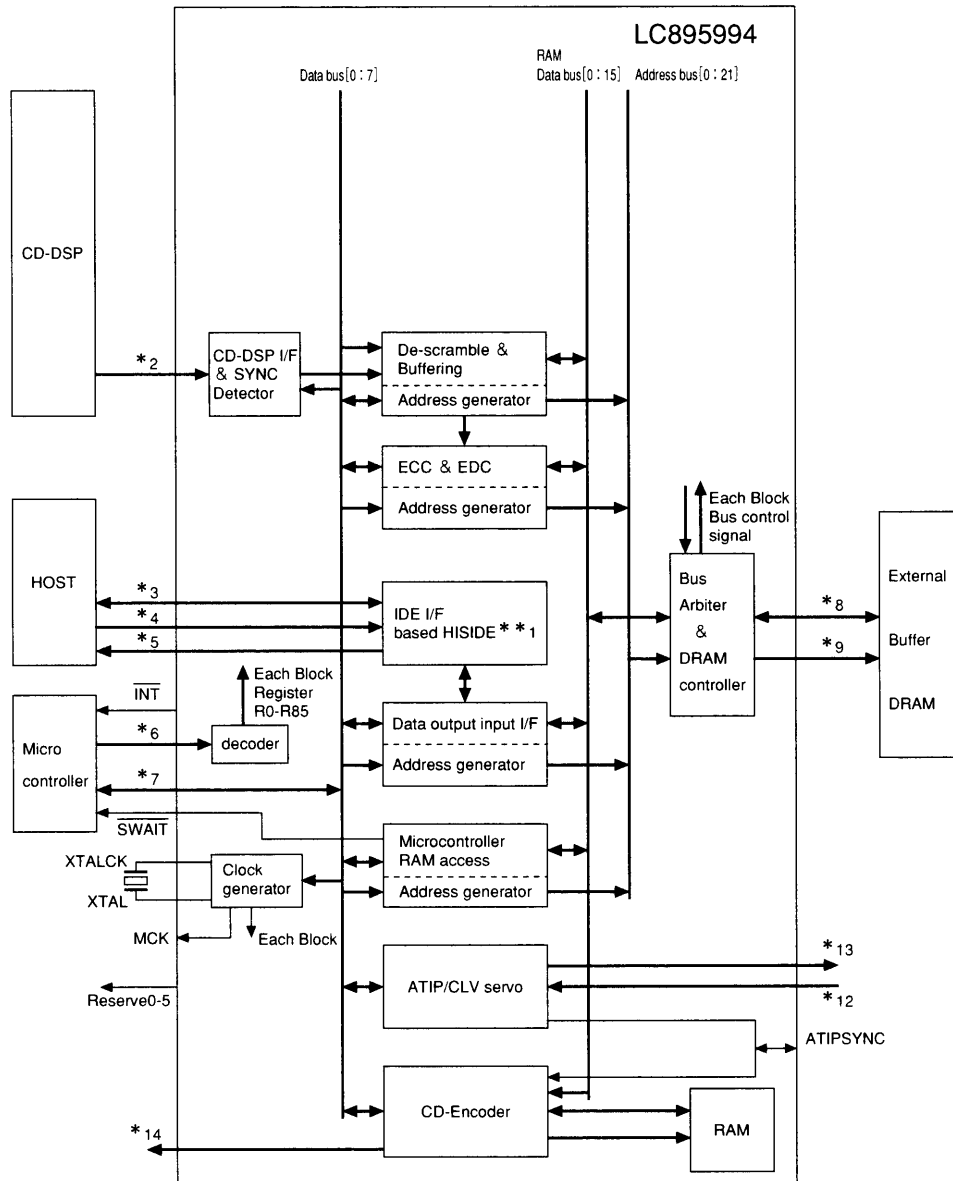 LC895994
RAM
Data bus[0:7]
Data bus[0:15]
Address bus[0:21]
CD-DSP
*2
CD-DSP I/F
& SYNC
Detector
De-scramble &
Buffering
Address generator
ECC & EDC
Address generator
Each Block
Bus control
signal
HOST
*3
*4
*5
IDE I/F
based HISIDE**1
Bus
Arbiter
&
DRAM
controller
*8
*9
External
Buffer
DRAM
Each Block
Register
R0-R85
INT
*6
decoder
Micro
controller
*7
Data output input I/F
Address generator
SWAIT
Microcontroller
RAM access
Address generator
XTALCK
XTAL
Clock
generator
MCK
Each Block
Reserve0-5
ATIP/CLV servo
*13
*12
ATIPSYNC
CD-Encoder
RAM
*14